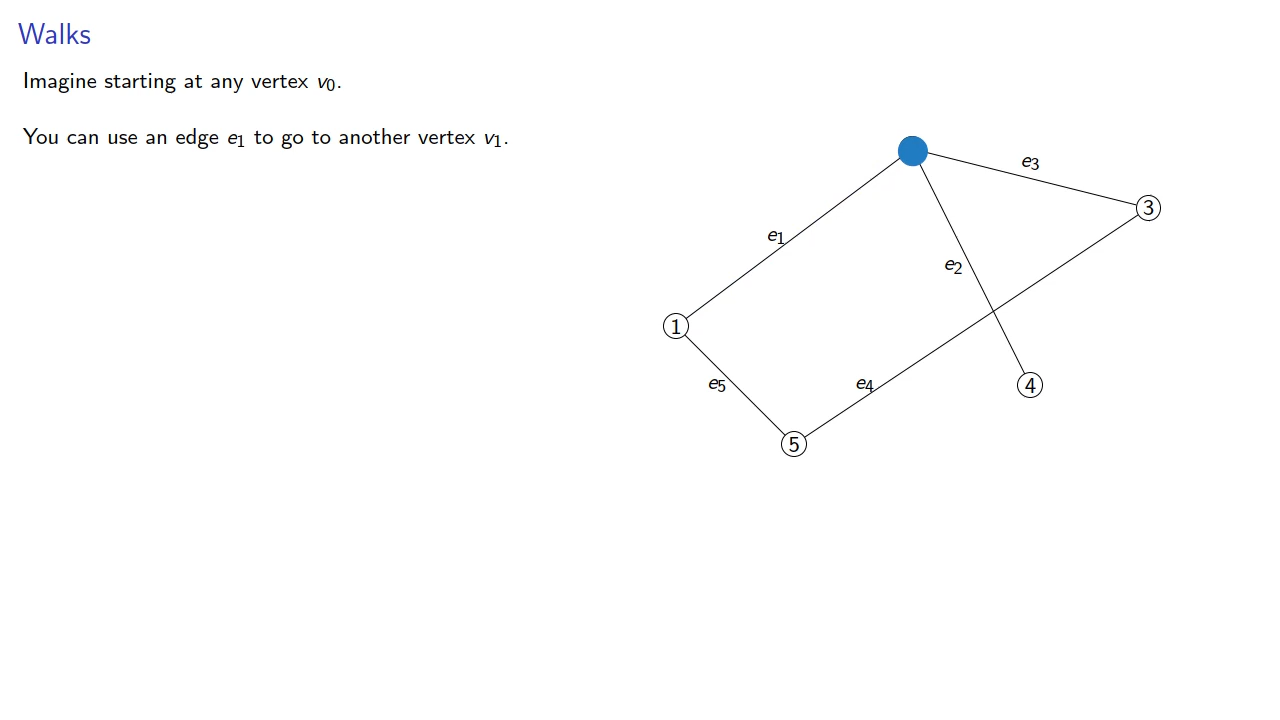 Walks
Imagine starting at any vertex v₀.
You can use an edge e₁ to go to another vertex v₁.
e₃
3
e₁
e₂
1
e₅
e₄
4
5